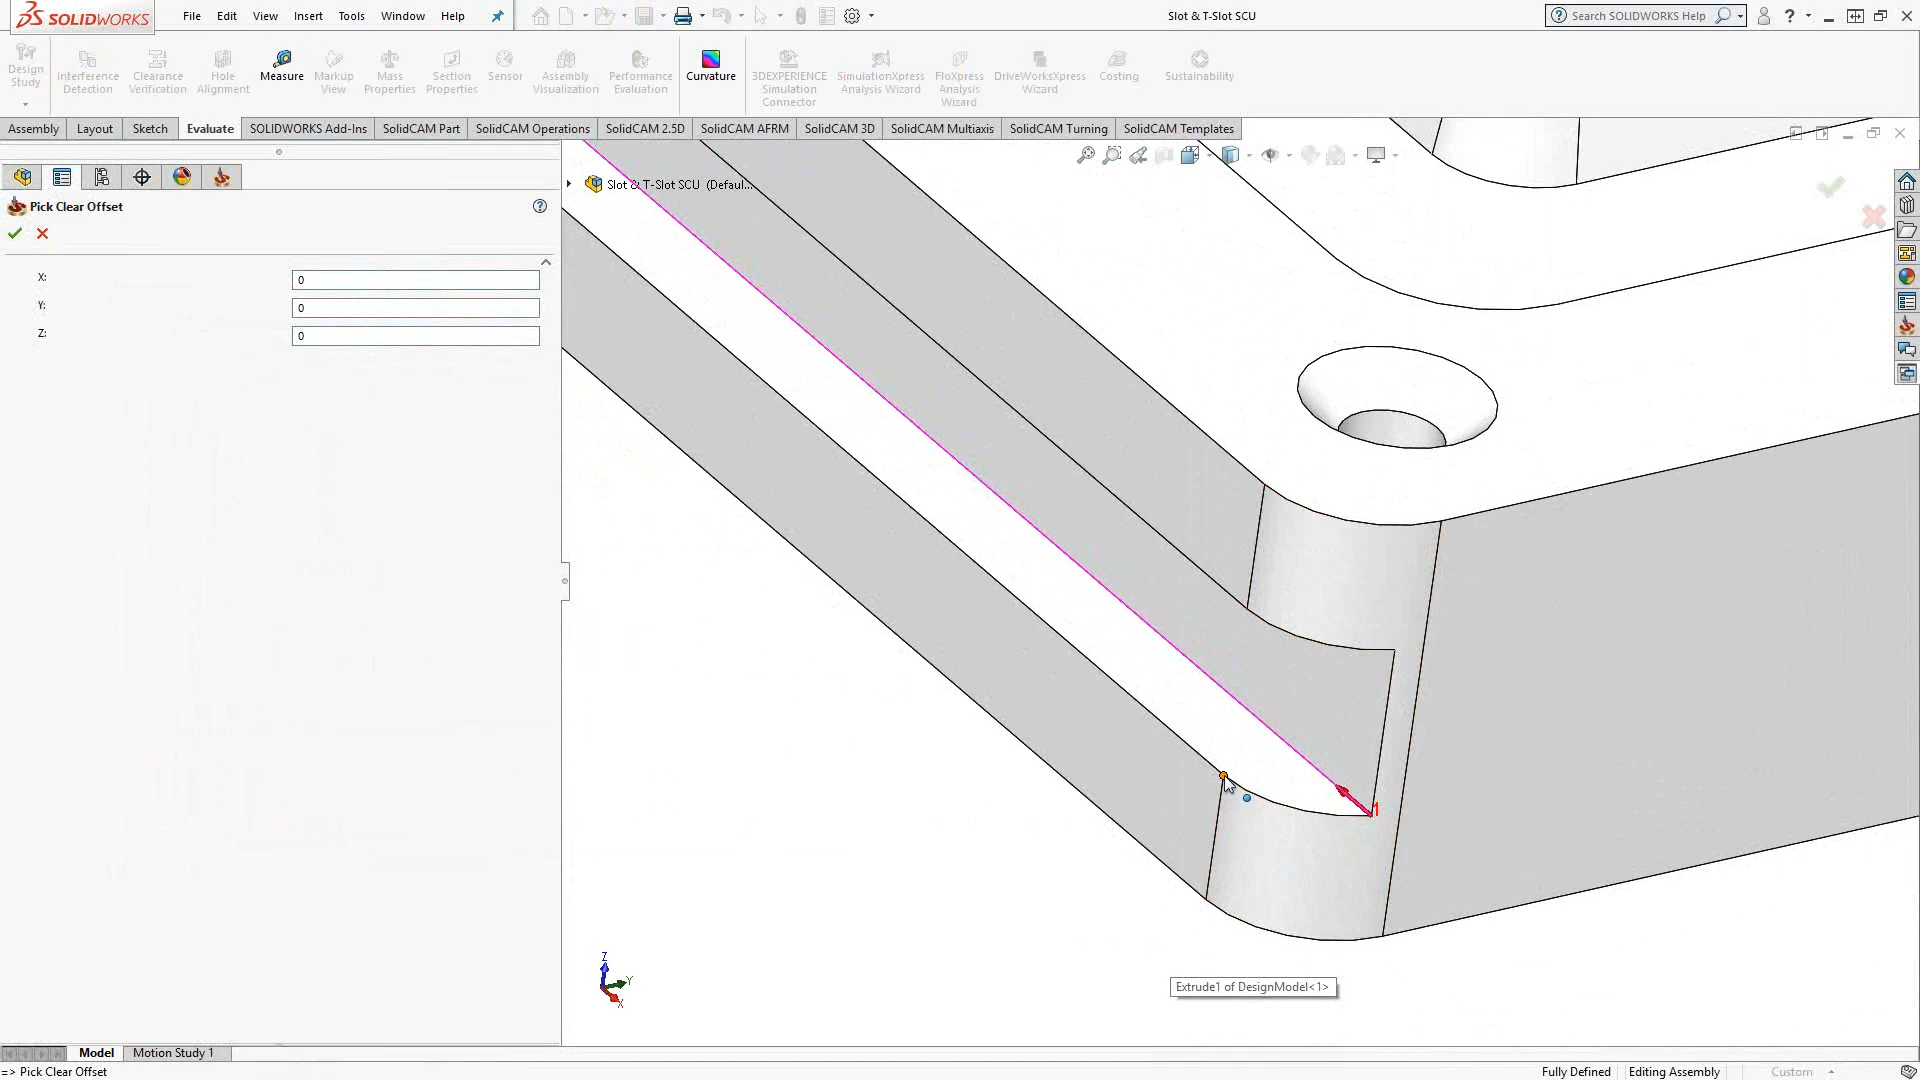 SOLIDWORKS File Edit View Insert Tools Window Help Slot & T-Slot SCU Search SOLIDWORKS Help
Design Study
Interference Detection
Clearance Verification
Hole Alignment
Measure
Markup View
Mass Properties
Section Properties
Sensor
Assembly Visualization
Performance Evaluation
Curvature
3DEXPERIENCE Simulation Connector
SimulationXpress Analysis Wizard
FloXpress Analysis Wizard
DriveWorksXpress Wizard
Costing
Sustainability
Assembly Layout Sketch Evaluate SOLIDWORKS Add-Ins SolidCAM Part SolidCAM Operations SolidCAM 2.5D SolidCAM AFRM SolidCAM 3D SolidCAM Multiaxis SolidCAM Turning SolidCAM Templates
Slot & T-Slot SCU (Defaul...
Pick Clear Offset
X: 0
Y: 0
Z: 0
1
Z
Y
X
Extrude1 of DesignModel<1>
Model Motion Study 1
=> Pick Clear Offset Fully Defined Editing Assembly Custom